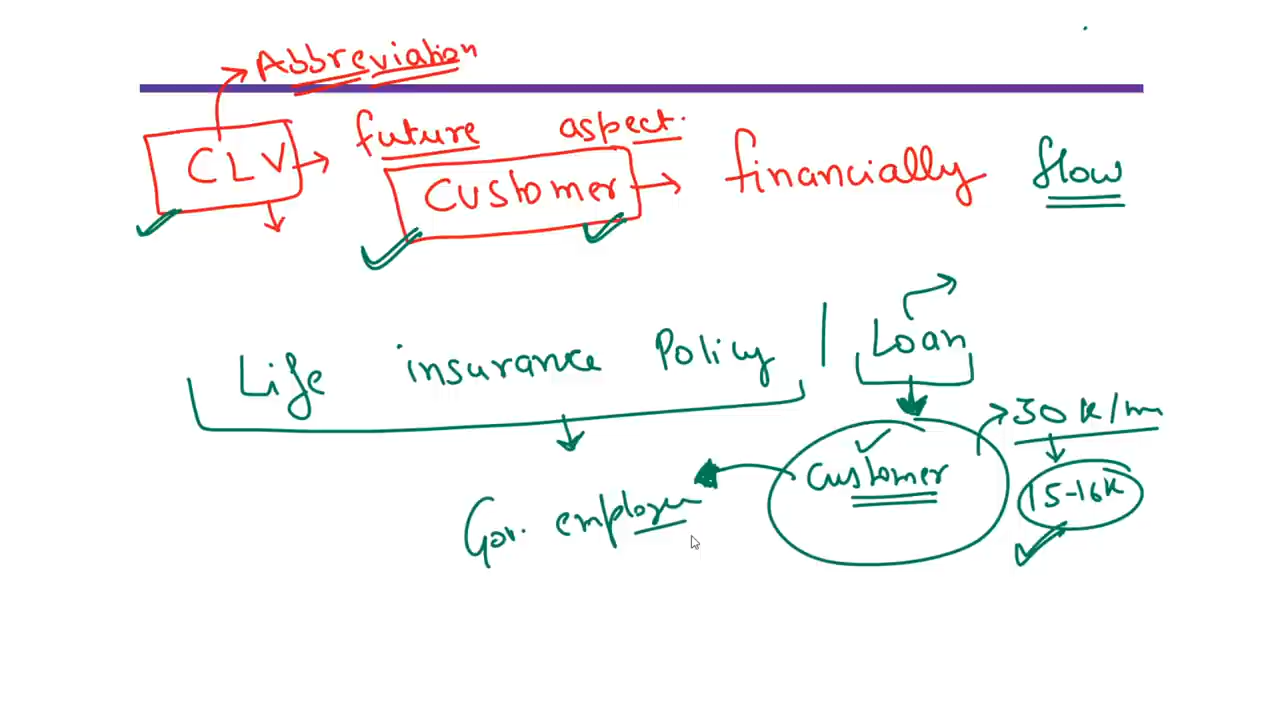 Abbreviation
CLV future aspect.
Customer financially flow
Life insurance Policy | Loan
30 K/m
Customer 15-16K
Gov. employee